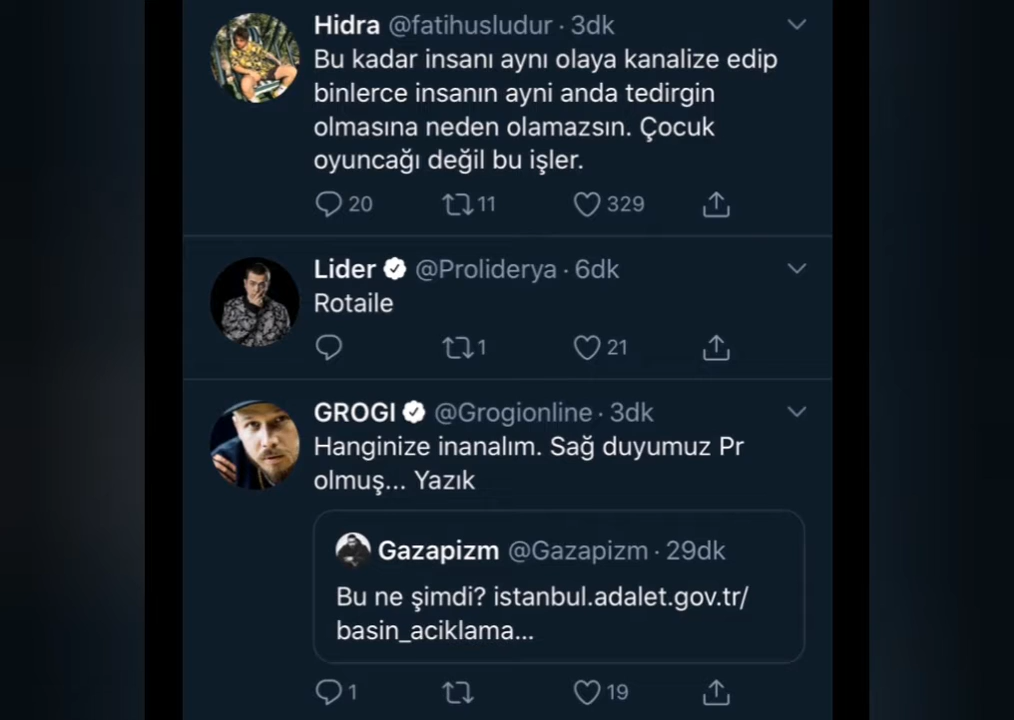 Hidra @fatihusludur · 3dk
Bu kadar insanı aynı olaya kanalize edip
binlerce insanın ayni anda tedirgin
olmasına neden olamazsın. Çocuk
oyuncağı değil bu işler.
20 11 329
Lider @Proliderya · 6dk
Rotaile
1 21
GROGI @Grogionline · 3dk
Hanginize inanalım. Sağ duyumuz Pr
olmuş... Yazık
Gazapizm @Gazapizm · 29dk
Bu ne şimdi? istanbul.adalet.gov.tr/
basin_aciklama...
1 19